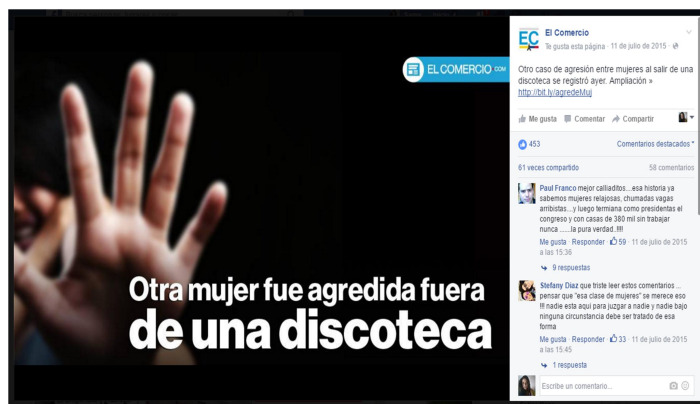 EL COMERCIO COM
Otra mujer fue agredida fuera
de una discoteca
EC
El Comercio
Te gusta esta página · 11 de julio de 2015 ·
Otro caso de agresión entre mujeres al salir de una
discoteca se registró ayer. Ampliación »
http://bit.ly/agredeMuj
Me gusta Comentar Compartir
453 Comentarios destacados
61 veces compartido 58 comentarios
Paul Franco mejor calliaditos....esa historia ya
sabemos mujeres relajosas, chumadas vagas
arribistas....y luego termiana como presidentas el
congreso y con casas de 380 mil sin trabajar
nunca .......la pura verdad..!!!!
Me gusta · Responder · 59 · 11 de julio de 2015
a las 15:36
9 respuestas
Stefany Diaz que triste leer estos comentarios ...
pensar que "esa clase de mujeres" se merece eso
!!! nadie esta aqui para juzgar a nadie y nadie bajo
ninguna circunstancia debe ser tratado de esa
forma
Me gusta · Responder · 33 · 11 de julio de 2015
a las 15:45
1 respuesta
Escribe un comentario...